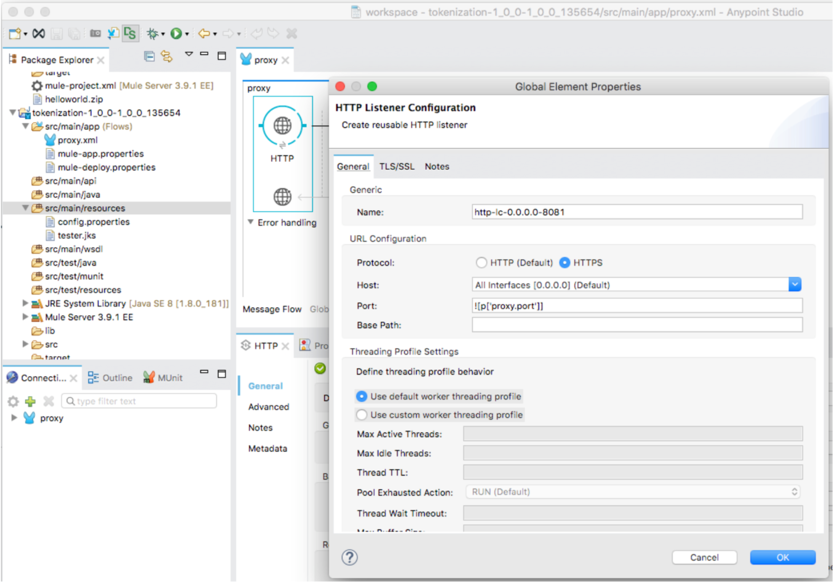 workspace - tokenization-1_0_0-1_0_0_135654/src/main/app/proxy.xml - Anypoint Studio
Package Explorer
target
mule-project.xml [Mule Server 3.9.1 EE]
helloworld.zip
tokenization-1_0_0-1_0_0_135654
src/main/app (Flows)
proxy.xml
mule-app.properties
mule-deploy.properties
src/main/api
src/main/java
src/main/resources
config.properties
tester.jks
src/main/wsdl
src/test/java
src/test/munit
src/test/resources
JRE System Library [Java SE 8 [1.8.0_181]]
Mule Server 3.9.1 EE
lib
src
target
Connecti...
Outline
MUnit
type filter text
proxy
proxy
proxy
HTTP
Error handling
Message Flow
Glob
HTTP
Pro
General
Advanced
Notes
Metadata
D
G
B
R
Global Element Properties
HTTP Listener Configuration
Create reusable HTTP listener
General TLS/SSL Notes
Generic
Name: http-lc-0.0.0.0-8081
URL Configuration
Protocol: HTTP (Default) HTTPS
Host: All Interfaces [0.0.0.0] (Default)
Port: ![p['proxy.port']]
Base Path:
Threading Profile Settings
Define threading profile behavior
Use default worker threading profile
Use custom worker threading profile
Max Active Threads:
Max Idle Threads:
Thread TTL:
Pool Exhausted Action: RUN (Default)
Thread Wait Timeout:
Max Buffer Size:
?
Cancel OK